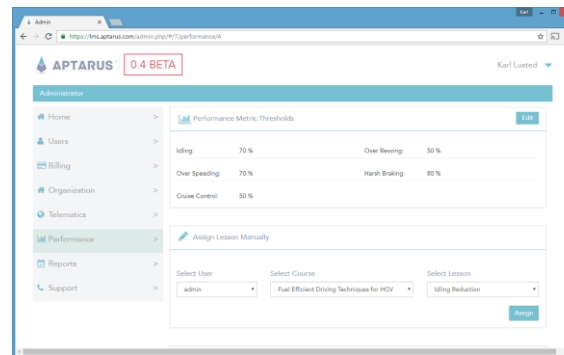 Admin
Karl
https://lms.aptarus.com/admin.php/#/7/performance/4
APTARUS 0.4 BETA
Karl Lusted
Administrator
Home >
Users >
Billing >
Organization >
Telematics >
Performance >
Reports >
Support >
Performance Metric Thresholds
Edit
Idling: 70 % Over Revving: 50 %
Over Speeding: 70 % Harsh Braking: 80 %
Cruise Control: 50 %
Assign Lesson Manually
Select User Select Course Select Lesson
admin Fuel Efficient Driving Techniques for HGV Idling Reduction
Assign